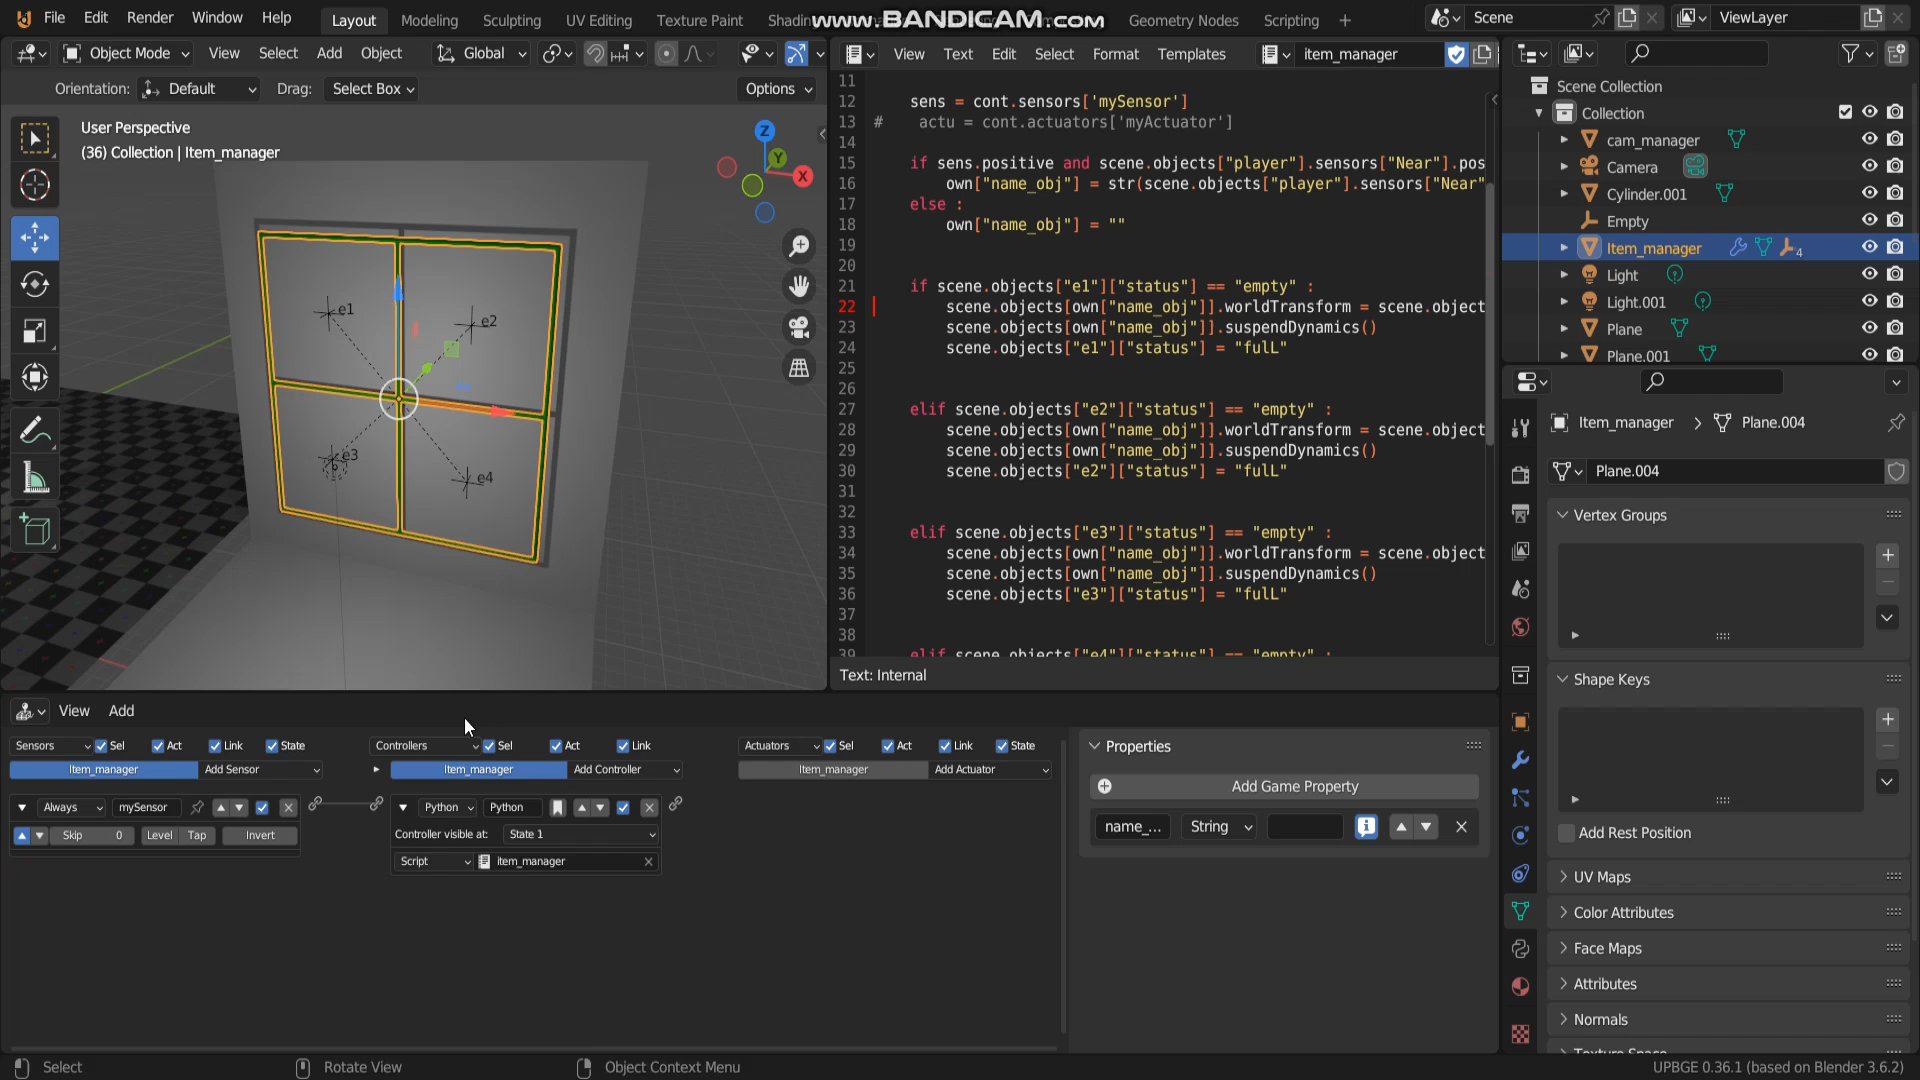 File Edit Render Window Help
Layout Modeling Sculpting UV Editing Texture Paint Shadin
www.BANDICAM.com
Geometry Nodes Scripting
Scene
ViewLayer
Object Mode View Select Add Object Global
View Text Edit Select Format Templates item_manager
Orientation: Default Drag: Select Box Options
User Perspective
(36) Collection | Item_manager
Z
Y
X
e1
e2
e3
e4
11
12 sens = cont.sensors['mySensor']
13 # actu = cont.actuators['myActuator']
14
15 if sens.positive and scene.objects["player"].sensors["Near"].pos
16 own["name_obj"] = str(scene.objects["player"].sensors["Near"
17 else :
18 own["name_obj"] = ""
19
20
21 if scene.objects["e1"]["status"] == "empty" :
22 scene.objects[own["name_obj"]].worldTransform = scene.object
23 scene.objects[own["name_obj"]].suspendDynamics()
24 scene.objects["e1"]["status"] = "fulL"
25
26
27 elif scene.objects["e2"]["status"] == "empty" :
28 scene.objects[own["name_obj"]].worldTransform = scene.object
29 scene.objects[own["name_obj"]].suspendDynamics()
30 scene.objects["e2"]["status"] = "fulL"
31
32
33 elif scene.objects["e3"]["status"] == "empty" :
34 scene.objects[own["name_obj"]].worldTransform = scene.object
35 scene.objects[own["name_obj"]].suspendDynamics()
36 scene.objects["e3"]["status"] = "fulL"
37
38
39 elif scene.objects["e4"]["status"] == "empty" :
Text: Internal
Scene Collection
Collection
cam_manager
Camera
Cylinder.001
Empty
Item_manager 4
Light
Light.001
Plane
Plane.001
Item_manager > Plane.004
Plane.004
Vertex Groups
Shape Keys
Add Rest Position
UV Maps
Color Attributes
Face Maps
Attributes
Normals
Texture Space
View Add
Sensors Sel Act Link State
Item_manager Add Sensor
Always mySensor
Skip 0 Level Tap Invert
Controllers Sel Act Link
Item_manager Add Controller
Python Python
Controller visible at: State 1
Script Item_manager
Actuators Sel Act Link State
Item_manager Add Actuator
Properties
Add Game Property
name_... String
Select Rotate View Object Context Menu
UPBGE 0.36.1 (based on Blender 3.6.2)